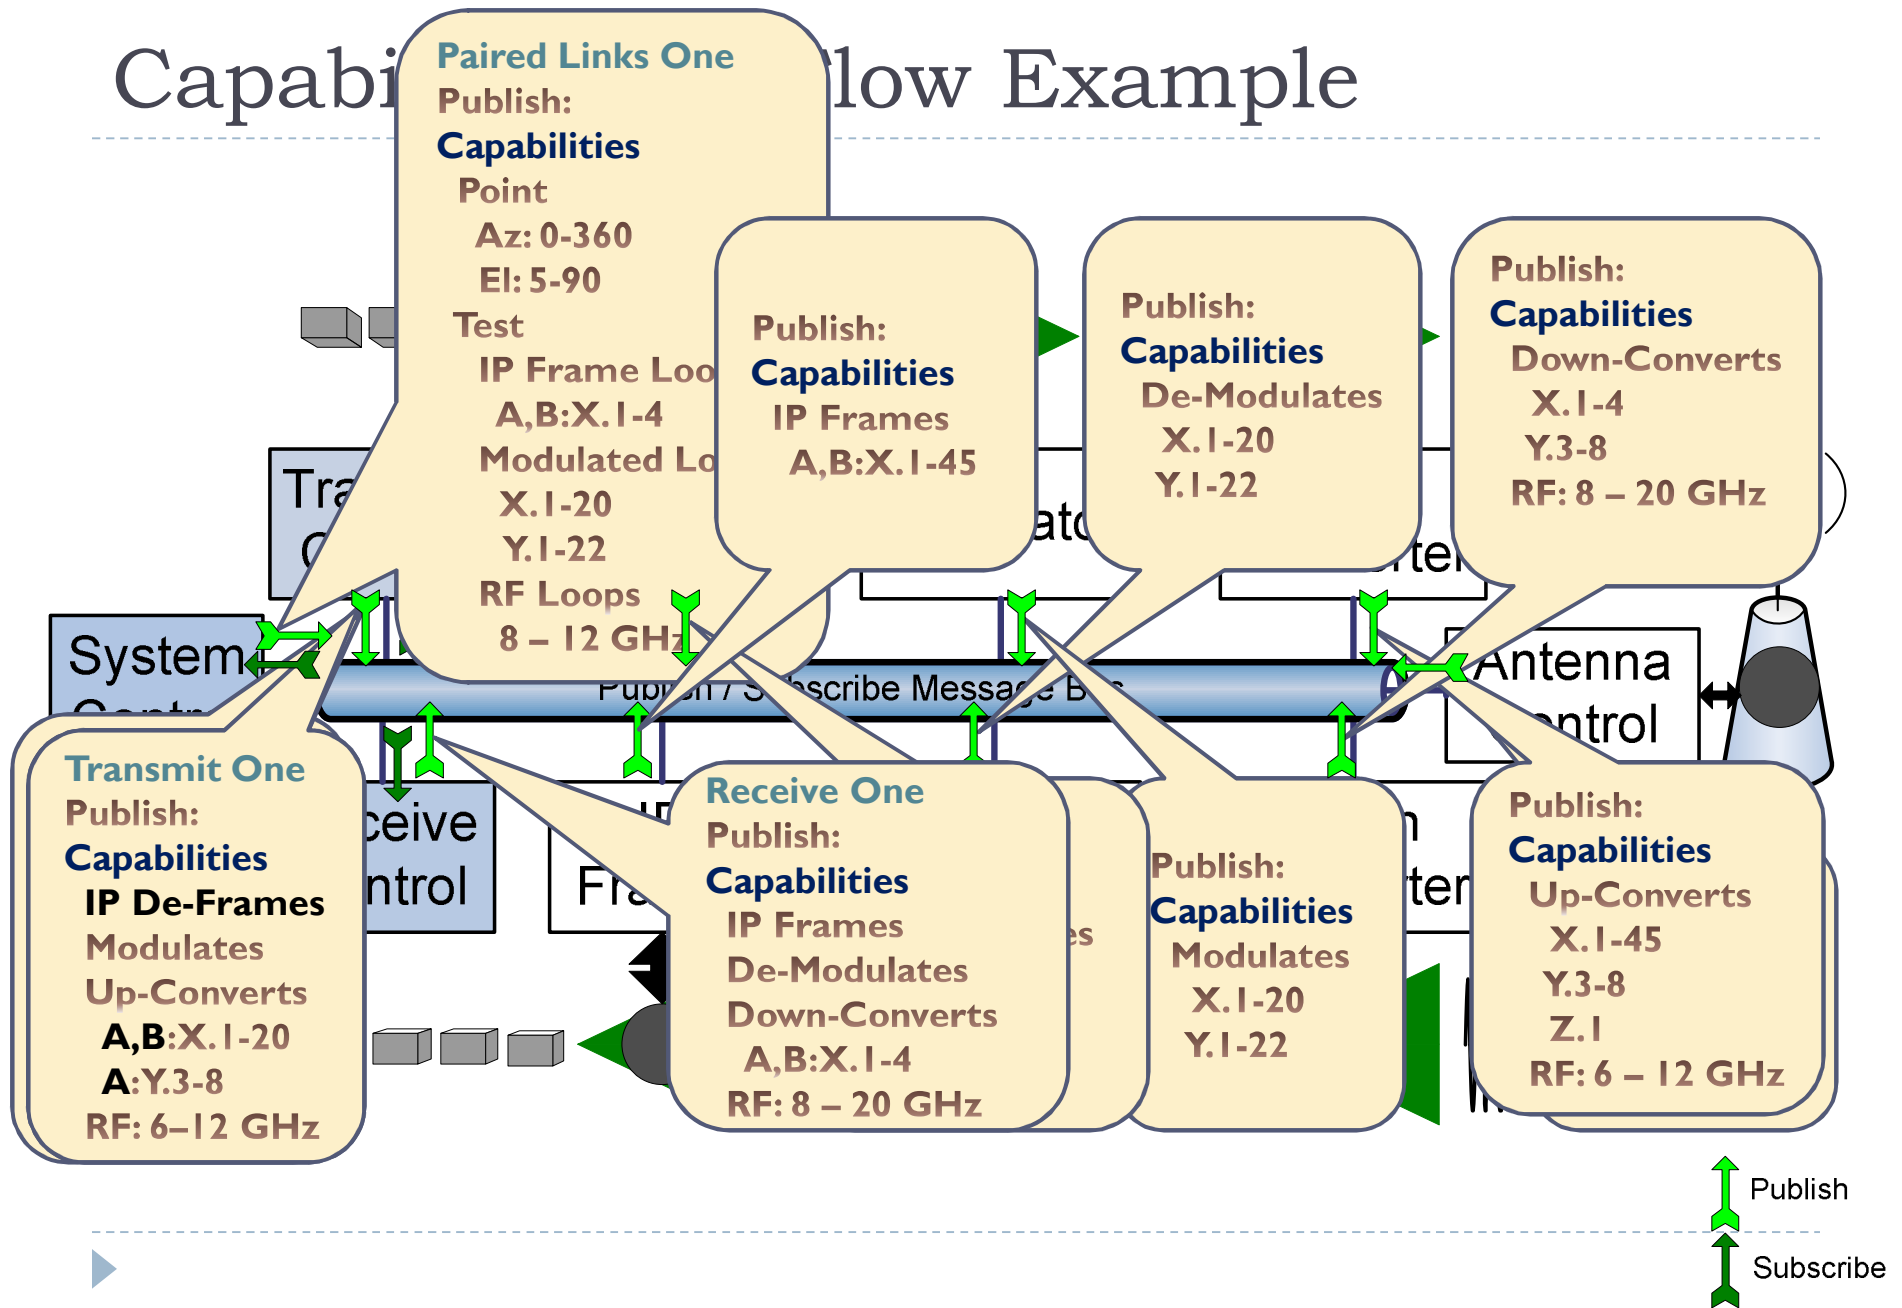 Capabi
low Example
Paired Links One
Publish:
Capabilities
Point
Az: 0-360
El: 5-90
Test
IP Frame Loo
A,B:X.1-4
Modulated Lo
X.1-20
Y.1-22
RF Loops
8 – 12 GHz
Publish:
Capabilities
IP Frames
A,B:X.1-45
Publish:
Capabilities
De-Modulates
X.1-20
Y.1-22
Publish:
Capabilities
Down-Converts
X.1-4
Y.3-8
RF: 8 – 20 GHz
Tra
System
Antenna
Publish / Subscribe Message Bus
Transmit One
Publish:
Capabilities
IP De-Frames
Modulates
Up-Converts
A,B:X.1-20
A:Y.3-8
RF: 6–12 GHz
ceive
ntrol
Fra
Receive One
Publish:
Capabilities
IP Frames
De-Modulates
Down-Converts
A,B:X.1-4
RF: 8 – 20 GHz
es
Publish:
Capabilities
Modulates
X.1-20
Y.1-22
Publish:
Capabilities
Up-Converts
X.1-45
Y.3-8
Z.1
RF: 6 – 12 GHz
Publish
Subscribe